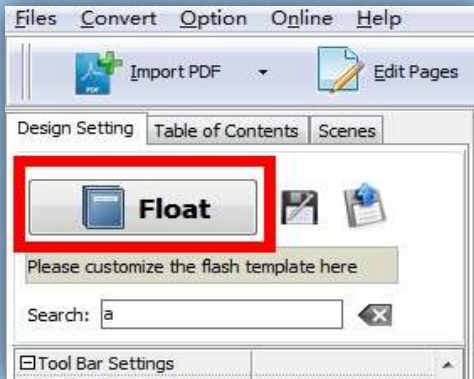 Files Convert Option Online Help
Import PDF Edit Pages
Design Setting Table of Contents Scenes
Float
Please customize the flash template here
Search: a
Tool Bar Settings